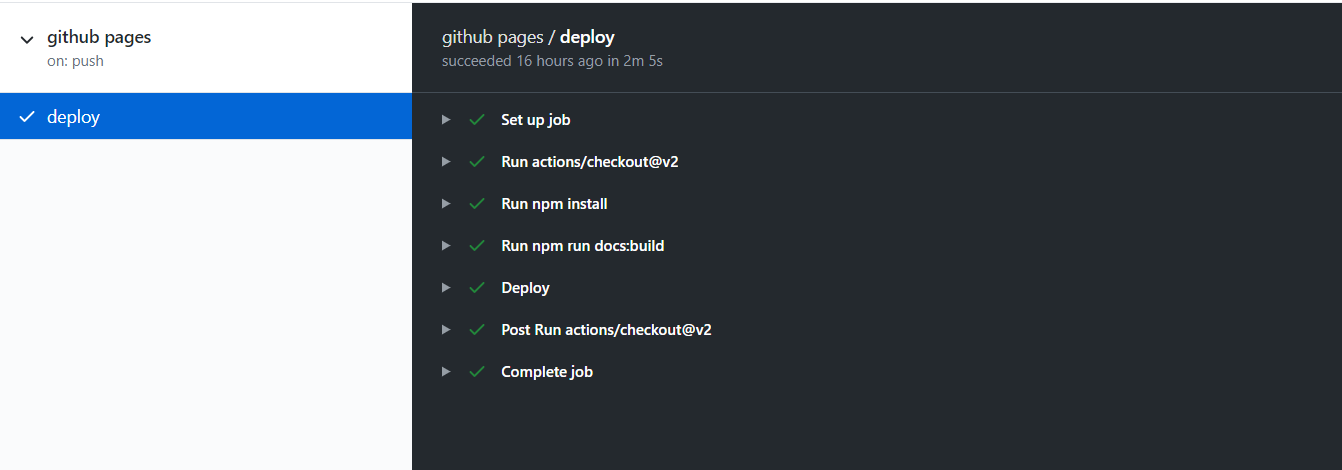 github pages
on: push
deploy
github pages / deploy
succeeded 16 hours ago in 2m 5s
Set up job
Run actions/checkout@v2
Run npm install
Run npm run docs:build
Deploy
Post Run actions/checkout@v2
Complete job